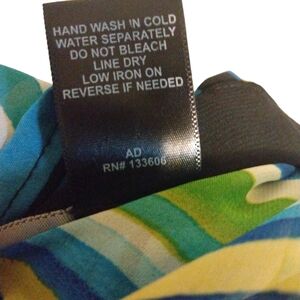 HAND WASH IN COLD
WATER SEPARATELY
DO NOT BLEACH
LINE DRY
LOW IRON ON
REVERSE IF NEEDED
AD
RN# 133606